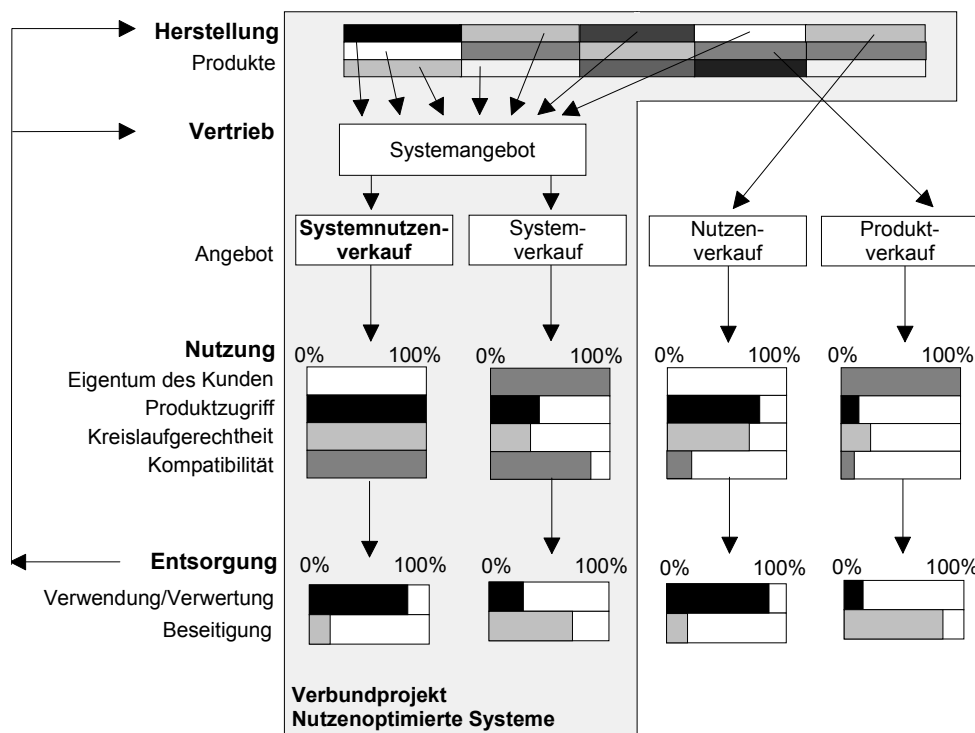 Herstellung
Produkte
Vertrieb
Systemangebot
Angebot
Systemnutzen-
verkauf
System-
verkauf
Nutzen-
verkauf
Produkt-
verkauf
Nutzung
0% 100%
0% 100%
0% 100%
0% 100%
Eigentum des Kunden
Produktzugriff
Kreislaufgerechtheit
Kompatibilität
Entsorgung
0% 100%
0% 100%
0% 100%
0% 100%
Verwendung/Verwertung
Beseitigung
Verbundprojekt
Nutzenoptimierte Systeme